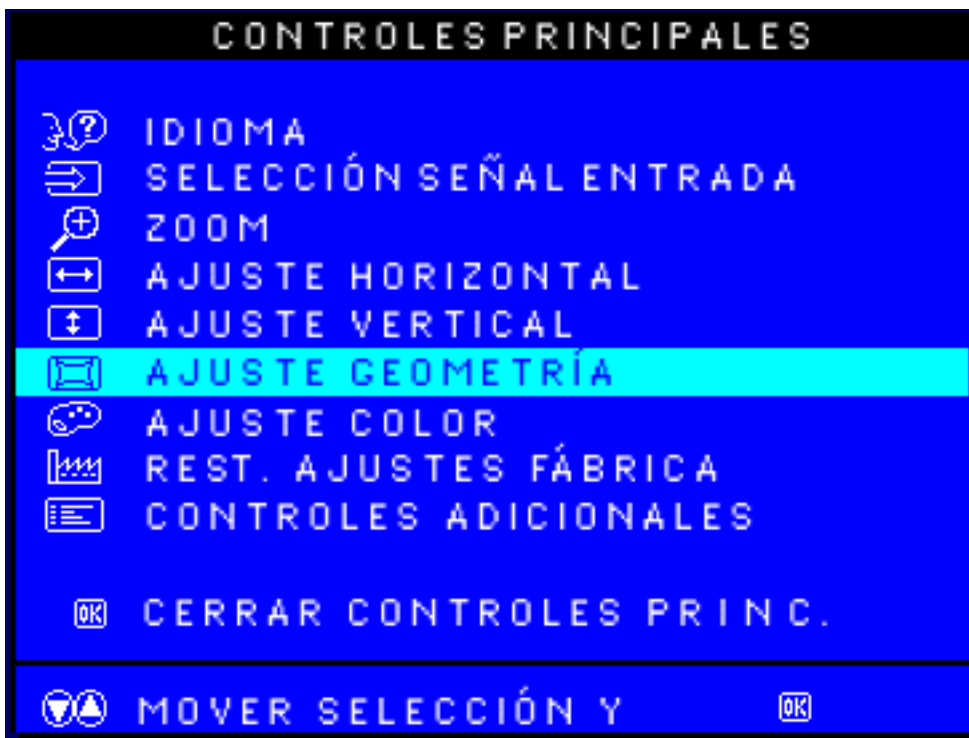 CONTROLES PRINCIPALES
IDIOMA
SELECCIÓN SEÑAL ENTRADA
ZOOM
AJUSTE HORIZONTAL
AJUSTE VERTICAL
AJUSTE GEOMETRÍA
AJUSTE COLOR
REST. AJUSTES FÁBRICA
CONTROLES ADICIONALES
OK CERRAR CONTROLES PRINC.
MOVER SELECCIÓN Y OK